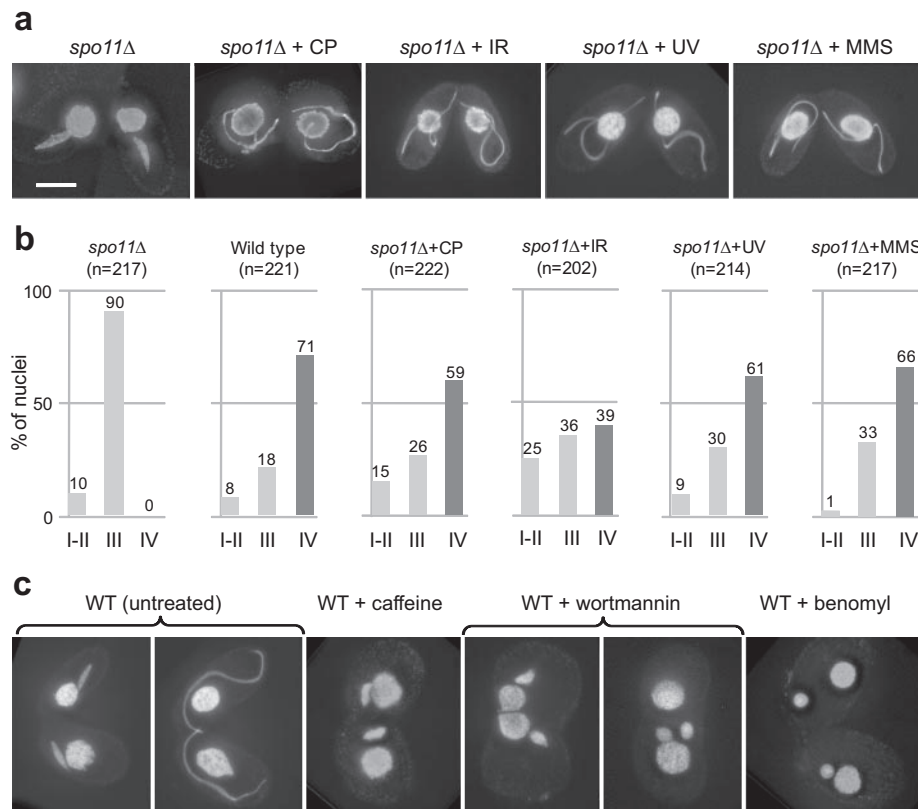 a
spo11Δ spo11Δ + CP spo11Δ + IR spo11Δ + UV spo11Δ + MMS
b
spo11Δ Wild type spo11Δ+CP spo11Δ+IR spo11Δ+UV spo11Δ+MMS
(n=217) (n=221) (n=222) (n=202) (n=214) (n=217)
% of nuclei
100
50
0
10 90 0
8 18 71
15 26 59
25 36 39
9 30 61
1 33 66
I-II III IV I-II III IV I-II III IV I-II III IV I-II III IV I-II III IV
c
WT (untreated) WT + caffeine WT + wortmannin WT + benomyl